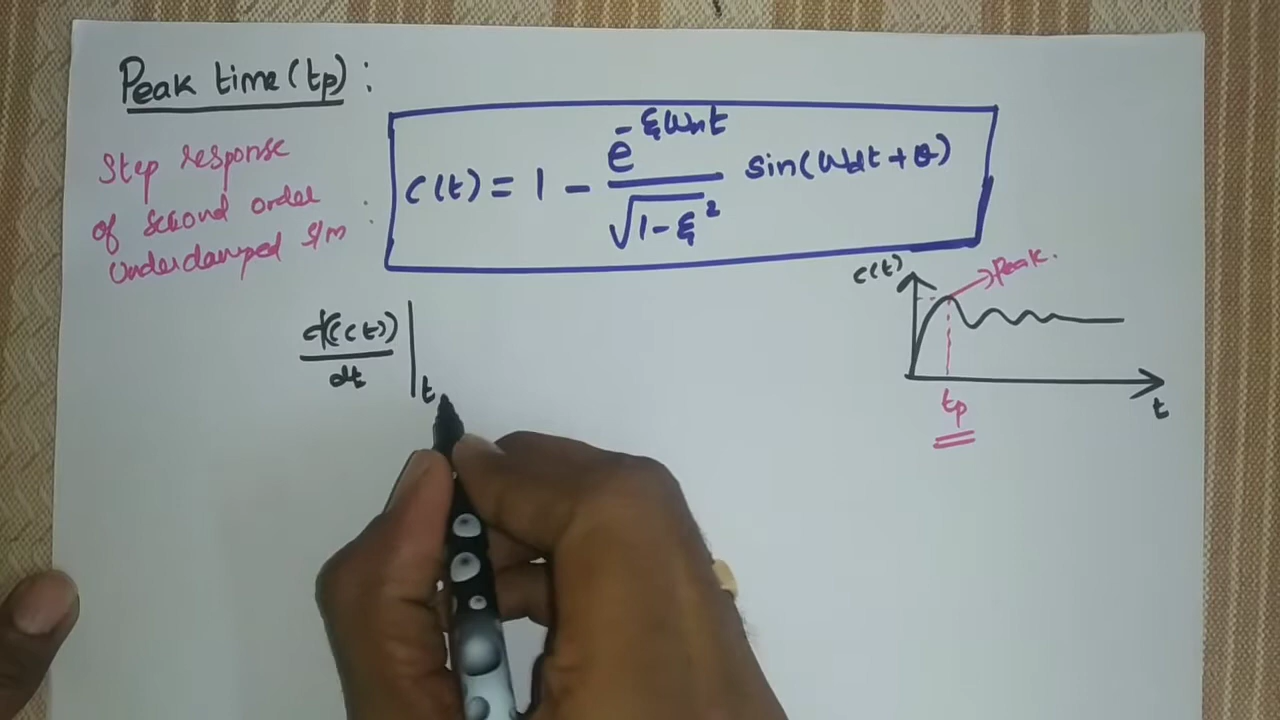 Peak time (tp) :
Step response
of second order
Underdamped S/m :
C(t) = 1 - e^-ξωnt / √1-ξ² sin(ωdt + θ)
c(t)
Peak.
d(c(t))/dt | t
tp
t